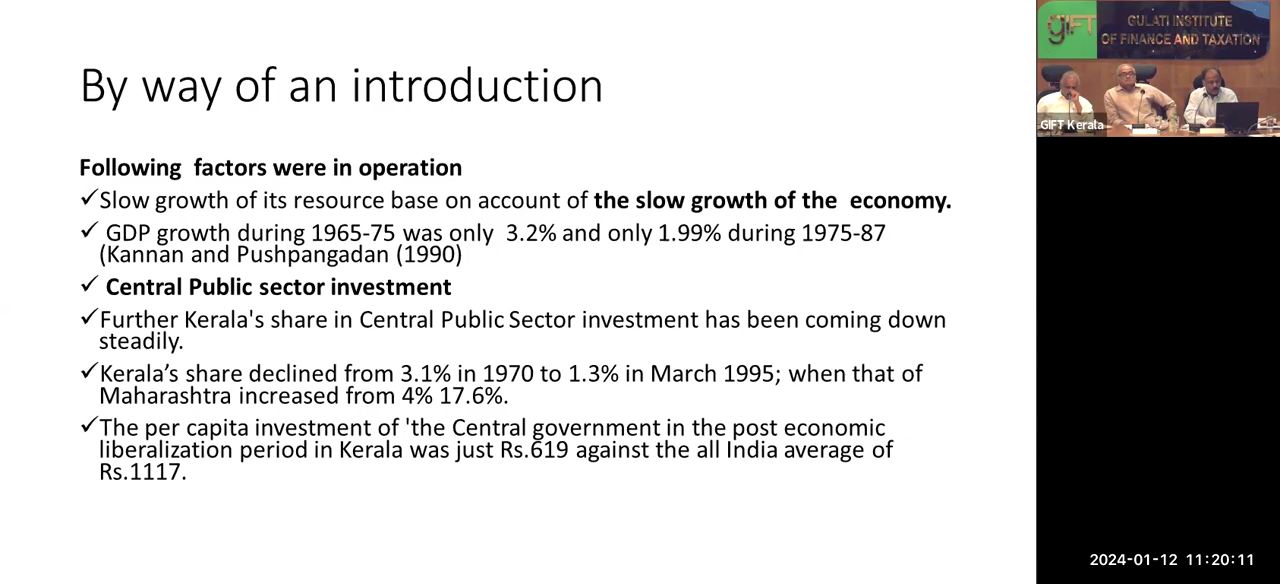 By way of an introduction
Following factors were in operation
✓Slow growth of its resource base on account of the slow growth of the economy.
✓ GDP growth during 1965-75 was only 3.2% and only 1.99% during 1975-87
(Kannan and Pushpangadan (1990)
✓ Central Public sector investment
✓Further Kerala's share in Central Public Sector investment has been coming down
steadily.
✓Kerala’s share declined from 3.1% in 1970 to 1.3% in March 1995; when that of
Maharashtra increased from 4% 17.6%.
✓The per capita investment of 'the Central government in the post economic
liberalization period in Kerala was just Rs.619 against the all India average of
Rs.1117.
gIFT
GULATI INSTITUTE
OF FINANCE AND TAXATION
GIFT Kerala
2024-01-12 11:20:11